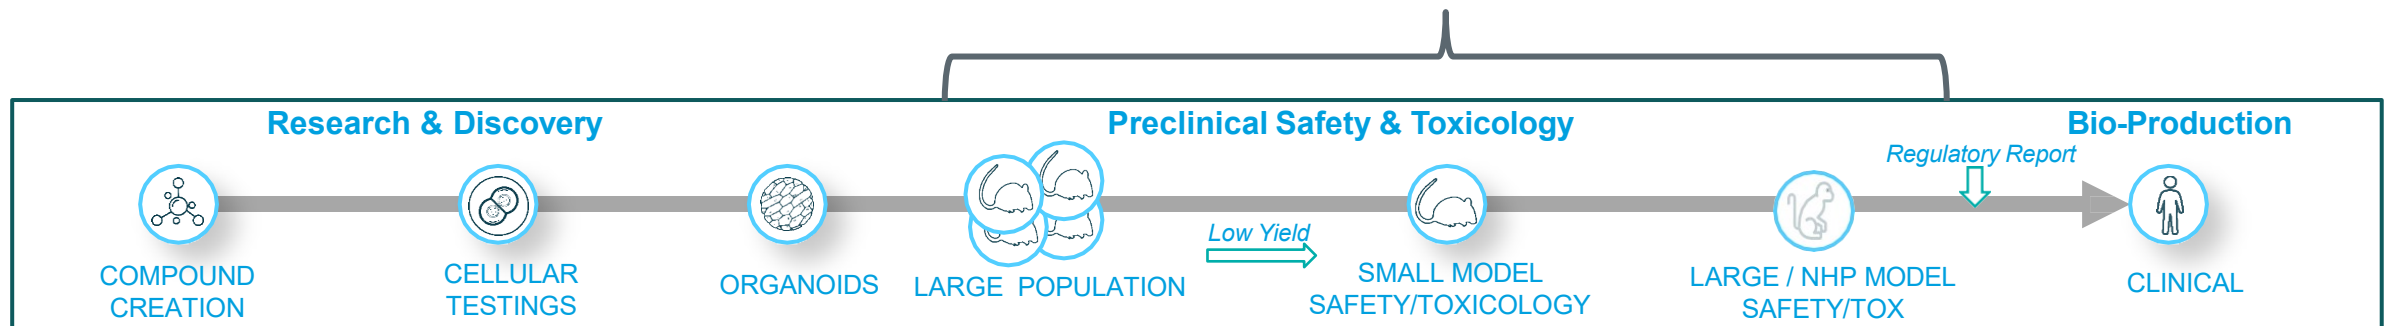 Research & Discovery
Preclinical Safety & Toxicology
Bio-Production
Regulatory Report
Low Yield
COMPOUND
CREATION
CELLULAR
TESTINGS
ORGANOIDS
LARGE POPULATION
SMALL MODEL
SAFETY/TOXICOLOGY
LARGE / NHP MODEL
SAFETY/TOX
CLINICAL